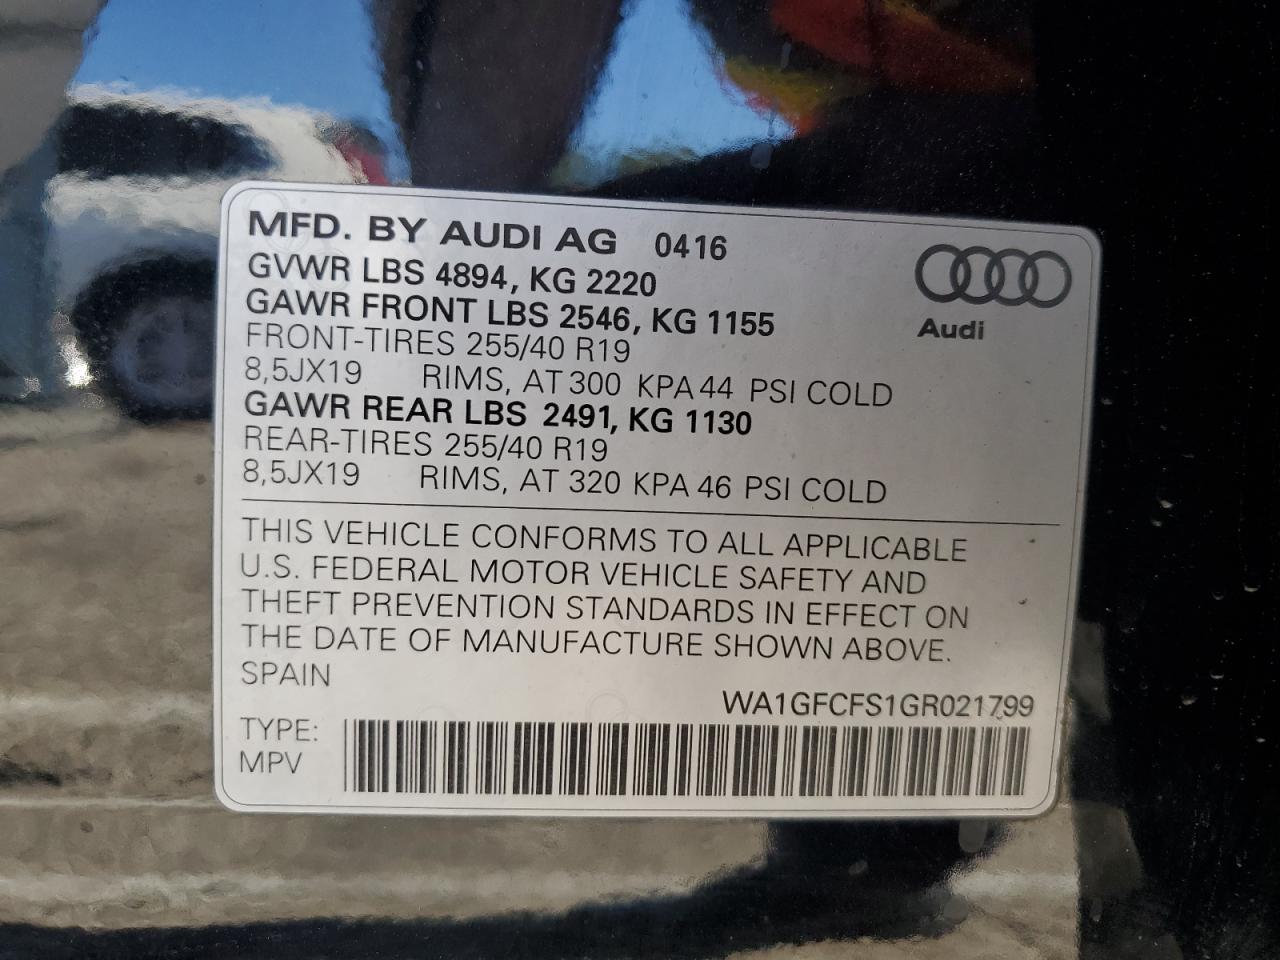 MFD. BY AUDI AG 0416
GVWR LBS 4894, KG 2220
GAWR FRONT LBS 2546, KG 1155
FRONT-TIRES 255/40 R19
8,5JX19 RIMS, AT 300 KPA 44 PSI COLD
GAWR REAR LBS 2491, KG 1130
REAR-TIRES 255/40 R19
8,5JX19 RIMS, AT 320 KPA 46 PSI COLD
Audi
THIS VEHICLE CONFORMS TO ALL APPLICABLE
U.S. FEDERAL MOTOR VEHICLE SAFETY AND
THEFT PREVENTION STANDARDS IN EFFECT ON
THE DATE OF MANUFACTURE SHOWN ABOVE.
SPAIN
WA1GFCFS1GR021799
TYPE:
MPV